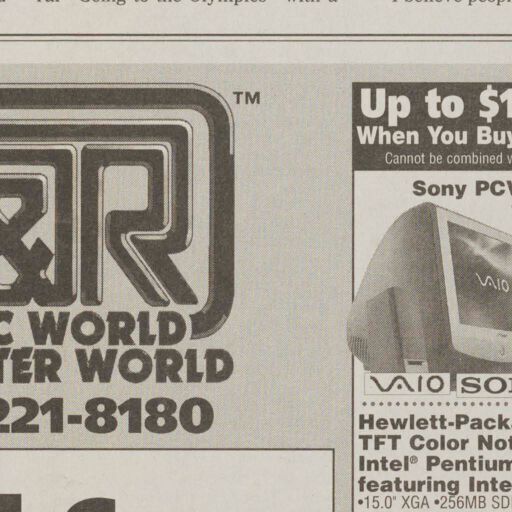 Going to the Olympics" with a
I believe peopl
TM
&R
C WORLD
TER WORLD
221-8180
Up to $1
When You Buy
Cannot be combined w
Sony PCV
VAIO
VAIO SO
Hewlett-Packa
TFT Color Not
Intel® Pentium
featuring Inte
•15.0" XGA •256MB SD